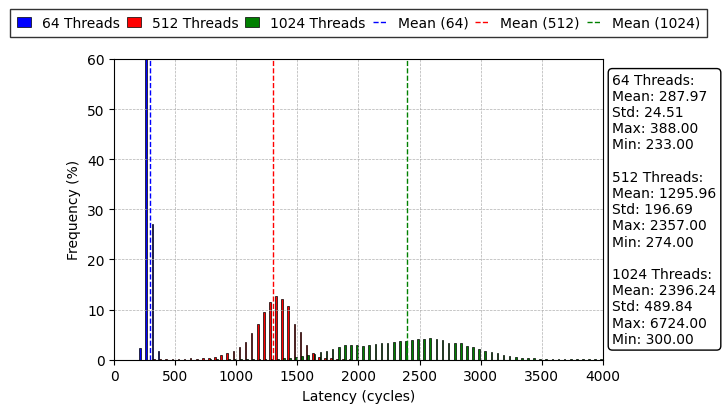 64 Threads 512 Threads 1024 Threads Mean (64) Mean (512) Mean (1024)
60
50
40
30
20
10
0
Frequency (%)
0 500 1000 1500 2000 2500 3000 3500 4000
Latency (cycles)
64 Threads:
Mean: 287.97
Std: 24.51
Max: 388.00
Min: 233.00
512 Threads:
Mean: 1295.96
Std: 196.69
Max: 2357.00
Min: 274.00
1024 Threads:
Mean: 2396.24
Std: 489.84
Max: 6724.00
Min: 300.00